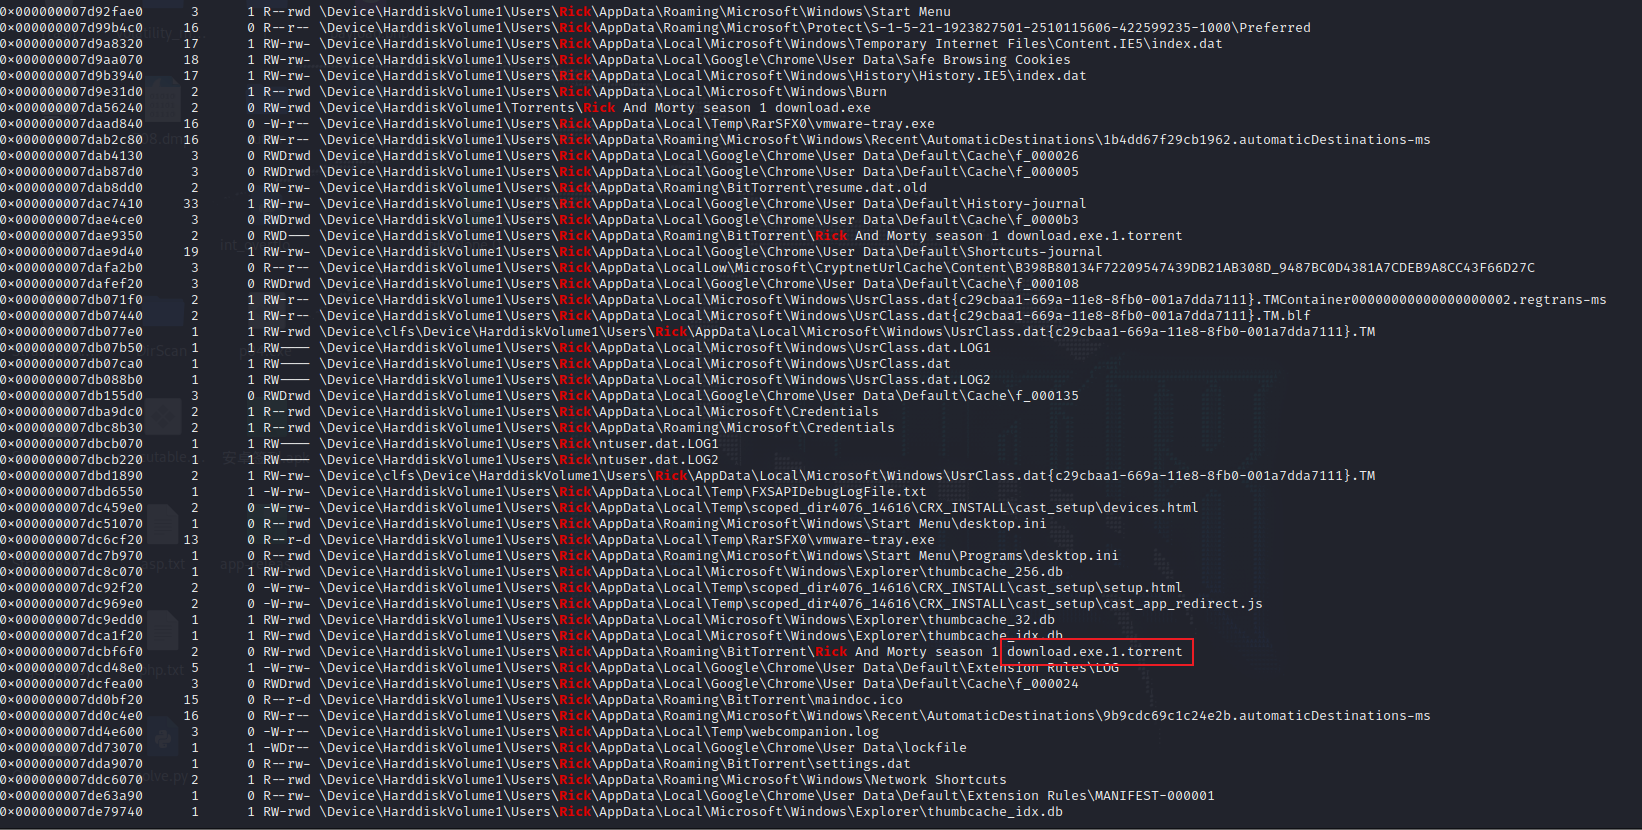 0×000000007d92fae0      3      1 R--rwd \Device\HarddiskVolume1\Users\Rick\AppData\Roaming\Microsoft\Windows\Start Menu
0×000000007d99b4c0     16      0 R--r-- \Device\HarddiskVolume1\Users\Rick\AppData\Roaming\Microsoft\Protect\S-1-5-21-1923827501-2510115606-422599235-1000\Preferred
0×000000007d9a8320     17      1 RW-rw- \Device\HarddiskVolume1\Users\Rick\AppData\Local\Microsoft\Windows\Temporary Internet Files\Content.IE5\index.dat
0×000000007d9aa070     18      1 RW-rw- \Device\HarddiskVolume1\Users\Rick\AppData\Local\Google\Chrome\User Data\Safe Browsing Cookies
0×000000007d9b3940     17      1 RW-rw- \Device\HarddiskVolume1\Users\Rick\AppData\Local\Microsoft\Windows\History\History.IE5\index.dat
0×000000007d9e31d0      2      1 R--rwd \Device\HarddiskVolume1\Users\Rick\AppData\Local\Microsoft\Windows\Burn
0×000000007da56240      2      0 RW-rwd \Device\HarddiskVolume1\Torrents\Rick And Morty season 1 download.exe
0×000000007daad840     16      0 -W-r-- \Device\HarddiskVolume1\Users\Rick\AppData\Local\Temp\RarSFX0\vmware-tray.exe
0×000000007dab2c80     16      0 RW-rw- \Device\HarddiskVolume1\Users\Rick\AppData\Roaming\Microsoft\Windows\Recent\AutomaticDestinations\1b4dd67f29cb1962.automaticDestinations-ms
0×000000007dab4130      3      0 RWDrwd \Device\HarddiskVolume1\Users\Rick\AppData\Local\Google\Chrome\User Data\Default\Cache\f_000026
0×000000007dab87d0      3      0 RWDrwd \Device\HarddiskVolume1\Users\Rick\AppData\Local\Google\Chrome\User Data\Default\Cache\f_000005
0×000000007dab8dd0      2      0 RW-rw- \Device\HarddiskVolume1\Users\Rick\AppData\Roaming\BitTorrent\resume.dat.old
0×000000007dac7410     33      1 RW-rw- \Device\HarddiskVolume1\Users\Rick\AppData\Local\Google\Chrome\User Data\Default\History-journal
0×000000007dae4ce0      3      0 RWDrwd \Device\HarddiskVolume1\Users\Rick\AppData\Local\Google\Chrome\User Data\Default\Cache\f_0000b3
0×000000007dae9350      2      0 RWD--- \Device\HarddiskVolume1\Users\Rick\AppData\Roaming\BitTorrent\Rick And Morty season 1 download.exe.1.torrent
0×000000007dae9d40     19      1 RW-rw- \Device\HarddiskVolume1\Users\Rick\AppData\Local\Google\Chrome\User Data\Default\Shortcuts-journal
0×000000007dafa2b0      3      0 R--r-- \Device\HarddiskVolume1\Users\Rick\AppData\LocalLow\Microsoft\CryptnetUrlCache\Content\B398B80134F72209547439DB21AB308D_9487BC0D4381A7CDEB9A8CC43F66D27C
0×000000007dafef20      3      0 RWDrwd \Device\HarddiskVolume1\Users\Rick\AppData\Local\Google\Chrome\User Data\Default\Cache\f_000108
0×000000007db071f0      2      1 RW-r-- \Device\HarddiskVolume1\Users\Rick\AppData\Local\Microsoft\Windows\UsrClass.dat{c29cbaa1-669a-11e8-8fb0-001a7dda7111}.TMContainer00000000000000000002.regtrans-ms
0×000000007db07440      2      1 RW-r-- \Device\HarddiskVolume1\Users\Rick\AppData\Local\Microsoft\Windows\UsrClass.dat{c29cbaa1-669a-11e8-8fb0-001a7dda7111}.TM.blf
0×000000007db077e0      1      1 RW-rwd \Device\clfs\Device\HarddiskVolume1\Users\Rick\AppData\Local\Microsoft\Windows\UsrClass.dat{c29cbaa1-669a-11e8-8fb0-001a7dda7111}.TM
0×000000007db07b50      1      1 RW---- \Device\HarddiskVolume1\Users\Rick\AppData\Local\Microsoft\Windows\UsrClass.dat.LOG1
0×000000007db07ca0      1      1 RW---- \Device\HarddiskVolume1\Users\Rick\AppData\Local\Microsoft\Windows\UsrClass.dat
0×000000007db088b0      1      1 RW---- \Device\HarddiskVolume1\Users\Rick\AppData\Local\Microsoft\Windows\UsrClass.dat.LOG2
0×000000007db155d0      3      0 RWDrwd \Device\HarddiskVolume1\Users\Rick\AppData\Local\Google\Chrome\User Data\Default\Cache\f_000135
0×000000007dba9dc0      2      1 R--rwd \Device\HarddiskVolume1\Users\Rick\AppData\Local\Microsoft\Credentials
0×000000007dbc8b30      2      1 R--rwd \Device\HarddiskVolume1\Users\Rick\AppData\Roaming\Microsoft\Credentials
0×000000007dbcb070      1      1 RW---- \Device\HarddiskVolume1\Users\Rick\ntuser.dat.LOG1
0×000000007dbcb220      1      1 RW---- \Device\HarddiskVolume1\Users\Rick\ntuser.dat.LOG2
0×000000007dbd1890      2      1 RW-rw- \Device\clfs\Device\HarddiskVolume1\Users\Rick\AppData\Local\Microsoft\Windows\UsrClass.dat{c29cbaa1-669a-11e8-8fb0-001a7dda7111}.TM
0×000000007dbd6550      1      1 -W-rw- \Device\HarddiskVolume1\Users\Rick\AppData\Local\Temp\FXSAPIDebugLogFile.txt
0×000000007dc459e0      2      0 -W-rw- \Device\HarddiskVolume1\Users\Rick\AppData\Local\Temp\scoped_dir4076_14616\CRX_INSTALL\cast_setup\devices.html
0×000000007dc51070      1      0 R--rwd \Device\HarddiskVolume1\Users\Rick\AppData\Roaming\Microsoft\Windows\Start Menu\desktop.ini
0×000000007dc6cf20     13      0 R--r-d \Device\HarddiskVolume1\Users\Rick\AppData\Local\Temp\RarSFX0\vmware-tray.exe
0×000000007dc7b970      1      0 R--rwd \Device\HarddiskVolume1\Users\Rick\AppData\Roaming\Microsoft\Windows\Start Menu\Programs\desktop.ini
0×000000007dc8c070      1      1 RW-rwd \Device\HarddiskVolume1\Users\Rick\AppData\Local\Microsoft\Windows\Explorer\thumbcache_256.db
0×000000007dc92f20      2      0 -W-rw- \Device\HarddiskVolume1\Users\Rick\AppData\Local\Temp\scoped_dir4076_14616\CRX_INSTALL\cast_setup\setup.html
0×000000007dc969e0      2      0 -W-rw- \Device\HarddiskVolume1\Users\Rick\AppData\Local\Temp\scoped_dir4076_14616\CRX_INSTALL\cast_setup\cast_app_redirect.js
0×000000007dc9edd0      1      1 RW-rwd \Device\HarddiskVolume1\Users\Rick\AppData\Local\Microsoft\Windows\Explorer\thumbcache_32.db
0×000000007dca1f20      1      1 RW-rwd \Device\HarddiskVolume1\Users\Rick\AppData\Local\Microsoft\Windows\Explorer\thumbcache_idx.db
0×000000007dcbf6f0      2      0 RW-rwd \Device\HarddiskVolume1\Users\Rick\AppData\Roaming\BitTorrent\Rick And Morty season 1 download.exe.1.torrent
0×000000007dcd48e0      5      1 -W-rw- \Device\HarddiskVolume1\Users\Rick\AppData\Local\Google\Chrome\User Data\Default\Extension Rules\LOG
0×000000007dcfea00      3      0 RWDrwd \Device\HarddiskVolume1\Users\Rick\AppData\Local\Google\Chrome\User Data\Default\Cache\f_000024
0×000000007dd0bf20     15      0 R--r-d \Device\HarddiskVolume1\Users\Rick\AppData\Roaming\BitTorrent\maindoc.ico
0×000000007dd0c4e0     16      0 RW-r-- \Device\HarddiskVolume1\Users\Rick\AppData\Roaming\Microsoft\Windows\Recent\AutomaticDestinations\9b9cdc69c1c24e2b.automaticDestinations-ms
0×000000007dd4e600      3      0 -W-r-- \Device\HarddiskVolume1\Users\Rick\AppData\Local\Temp\webcompanion.log
0×000000007dd73070      1      1 -WDr-- \Device\HarddiskVolume1\Users\Rick\AppData\Local\Google\Chrome\User Data\lockfile
0×000000007dda9070      1      0 R--rw- \Device\HarddiskVolume1\Users\Rick\AppData\Roaming\BitTorrent\settings.dat
0×000000007ddc6070      2      1 R--rwd \Device\HarddiskVolume1\Users\Rick\AppData\Roaming\Microsoft\Windows\Network Shortcuts
0×000000007de63a90      1      0 R--rw- \Device\HarddiskVolume1\Users\Rick\AppData\Local\Google\Chrome\User Data\Default\Extension Rules\MANIFEST-000001
0×000000007de79740      1      1 RW-rwd \Device\HarddiskVolume1\Users\Rick\AppData\Local\Microsoft\Windows\Explorer\thumbcache_idx.db